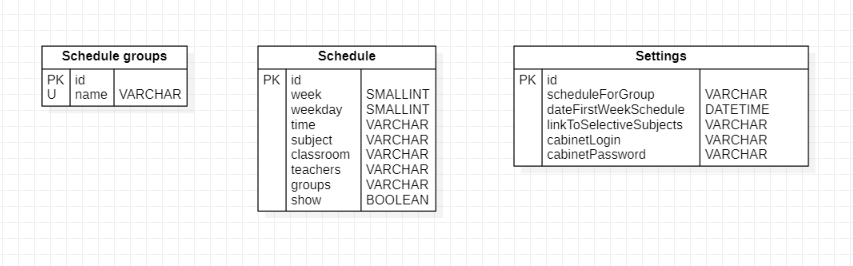 Schedule groups
PK id
U name VARCHAR
Schedule
PK id
week SMALLINT
weekday SMALLINT
time VARCHAR
subject VARCHAR
classroom VARCHAR
teachers VARCHAR
groups VARCHAR
show BOOLEAN
Settings
PK id
scheduleForGroup VARCHAR
dateFirstWeekSchedule DATETIME
linkToSelectiveSubjects VARCHAR
cabinetLogin VARCHAR
cabinetPassword VARCHAR